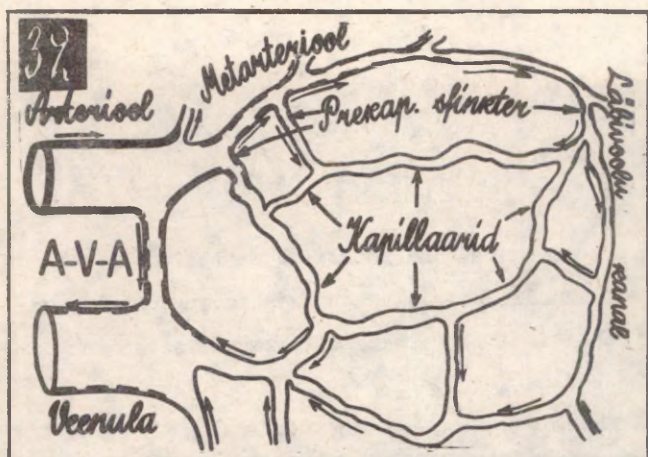 37
Metarteriool
Arteriool
Prekap. sfinkter
Läbivoolu kanal
Kapillaarid
A-V-A
Veenula